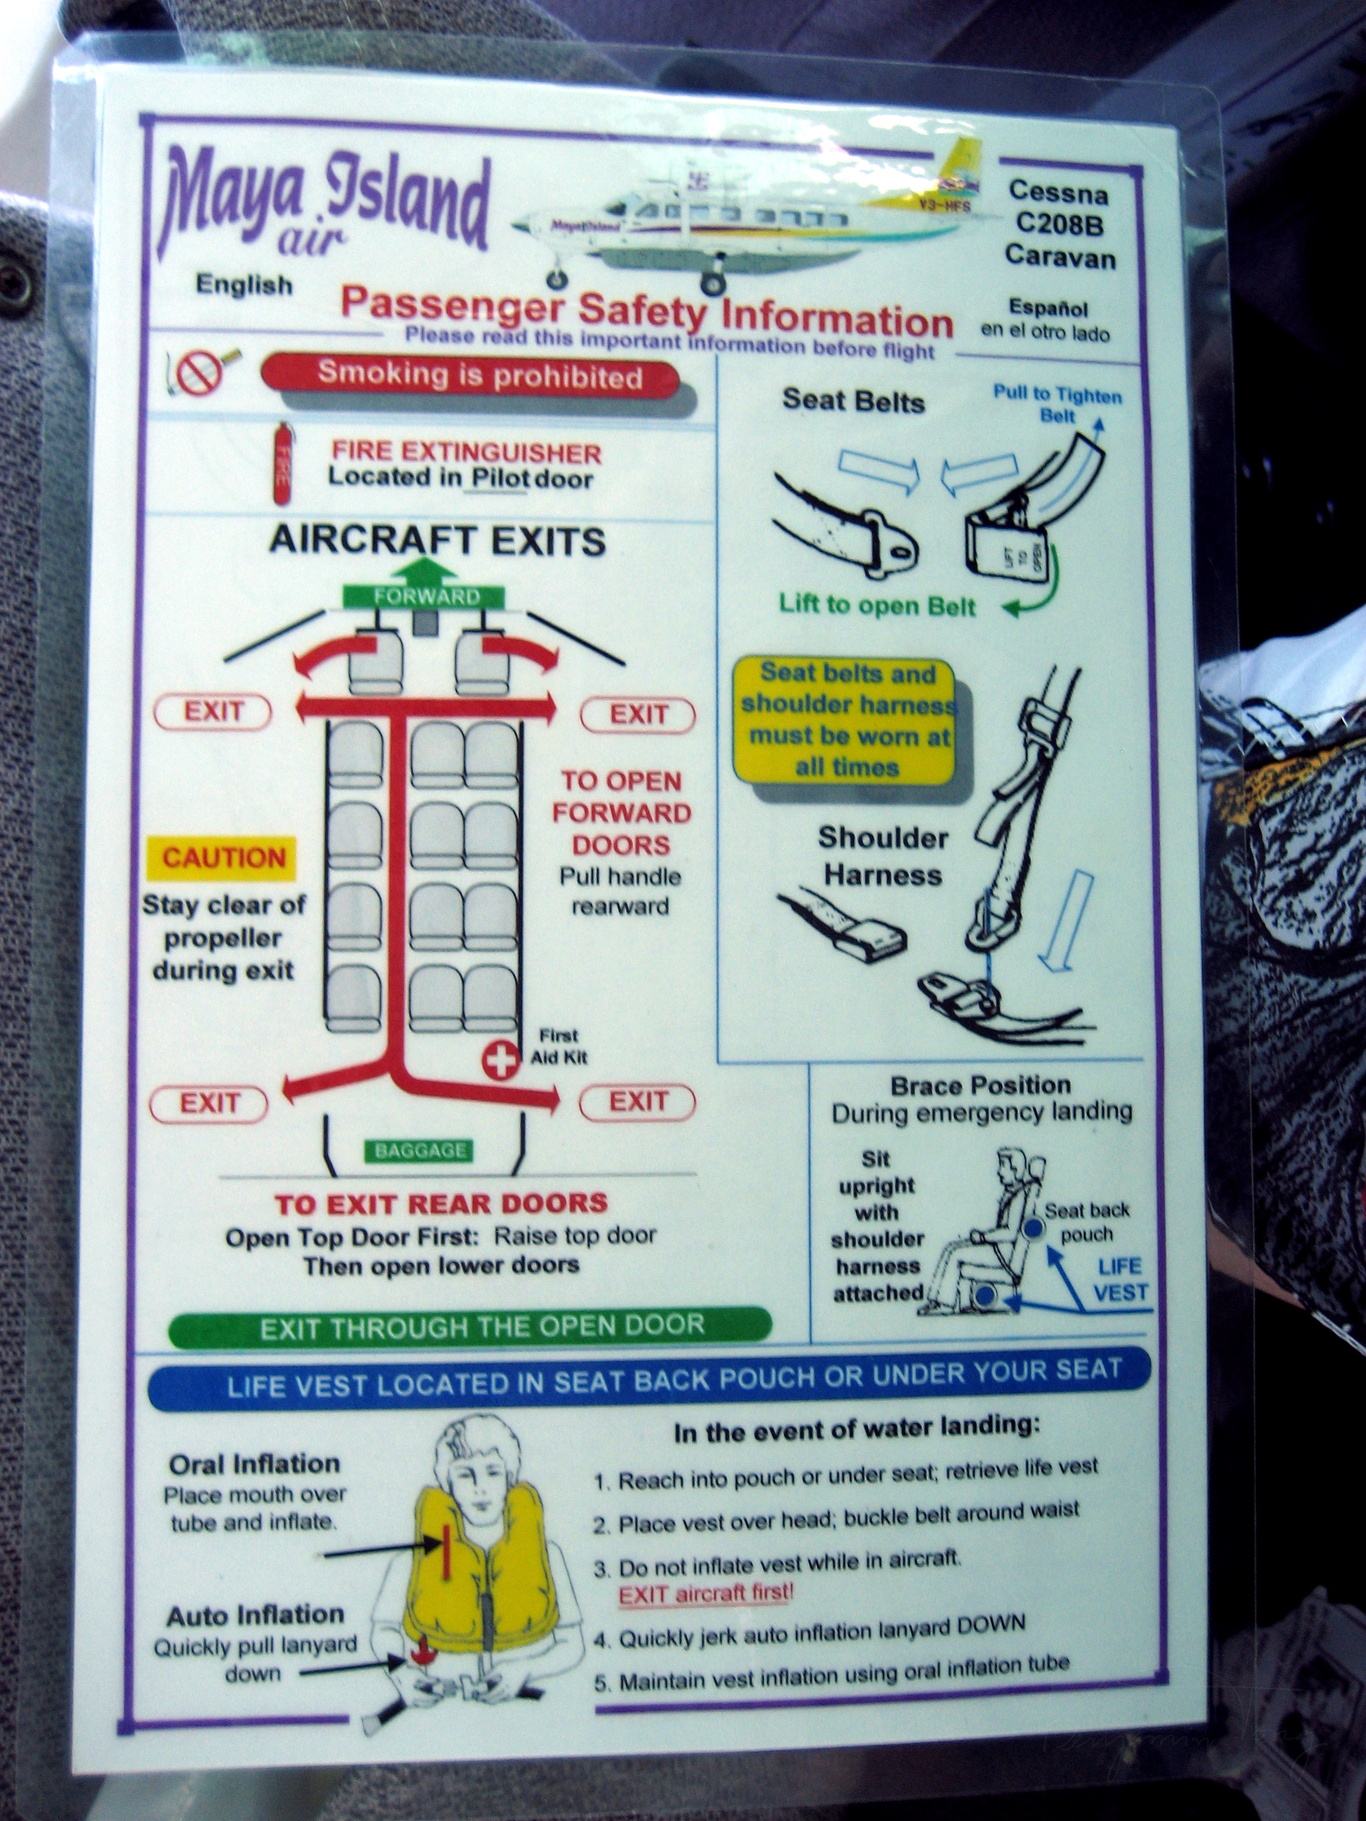 Maya Island
air
MayaIsland
V3-HFS
Cessna
C208B
Caravan
English
Passenger Safety Information
Please read this important information before flight
Español
en el otro lado
Smoking is prohibited
FIRE
FIRE EXTINGUISHER
Located in Pilot door
AIRCRAFT EXITS
FORWARD
EXIT
EXIT
TO OPEN
FORWARD
DOORS
Pull handle
rearward
CAUTION
Stay clear of
propeller
during exit
First
Aid Kit
EXIT
EXIT
BAGGAGE
TO EXIT REAR DOORS
Open Top Door First: Raise top door
Then open lower doors
EXIT THROUGH THE OPEN DOOR
Seat Belts
Pull to Tighten
Belt
LIFT
TO
OPEN
Lift to open Belt
Seat belts and
shoulder harness
must be worn at
all times
Shoulder
Harness
Brace Position
During emergency landing
Sit
upright
with
shoulder
harness
attached
Seat back
pouch
LIFE
VEST
LIFE VEST LOCATED IN SEAT BACK POUCH OR UNDER YOUR SEAT
Oral Inflation
Place mouth over
tube and inflate.
Auto Inflation
Quickly pull lanyard
down
In the event of water landing:
1. Reach into pouch or under seat; retrieve life vest
2. Place vest over head; buckle belt around waist
3. Do not inflate vest while in aircraft.
EXIT aircraft first!
4. Quickly jerk auto inflation lanyard DOWN
5. Maintain vest inflation using oral inflation tube